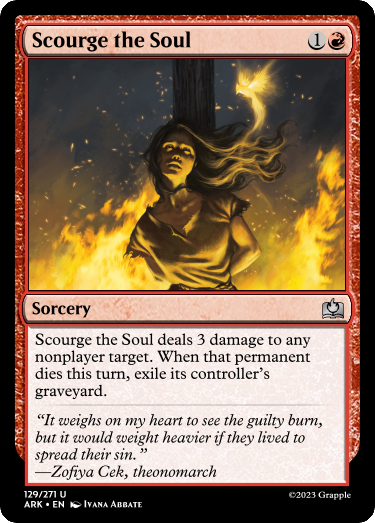 Scourge the Soul 1
Sorcery
Scourge the Soul deals 3 damage to any
nonplayer target. When that permanent
dies this turn, exile its controller's
graveyard.
“It weighs on my heart to see the guilty burn,
but it would weight heavier if they lived to
spread their sin.”
—Zofiya Cek, theonomarch
129/271 U
ARK • EN Ivana Abbate
©2023 Grapple